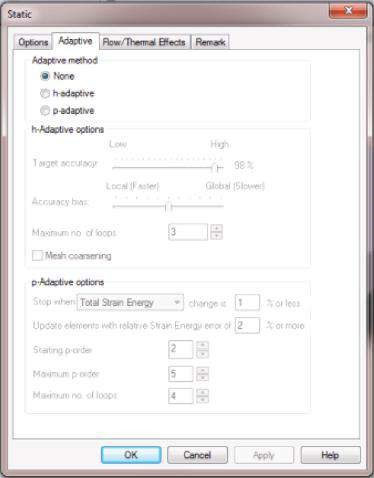 Static
Options Adaptive Flow/Thermal Effects Remark
Adaptive method
None
h-adaptive
p-adaptive
h-Adaptive options
Low High
Target accuracy: 98 %
Local (Faster) Global (Slower)
Accuracy bias:
Maximum no. of loops 3
Mesh coarsening
p-Adaptive options
Stop when Total Strain Energy change is 1 % or less
Update elements with relative Strain Energy error of 2 % or more
Starting p-order 2
Maximum p-order 5
Maximum no. of loops 4
OK Cancel Apply Help